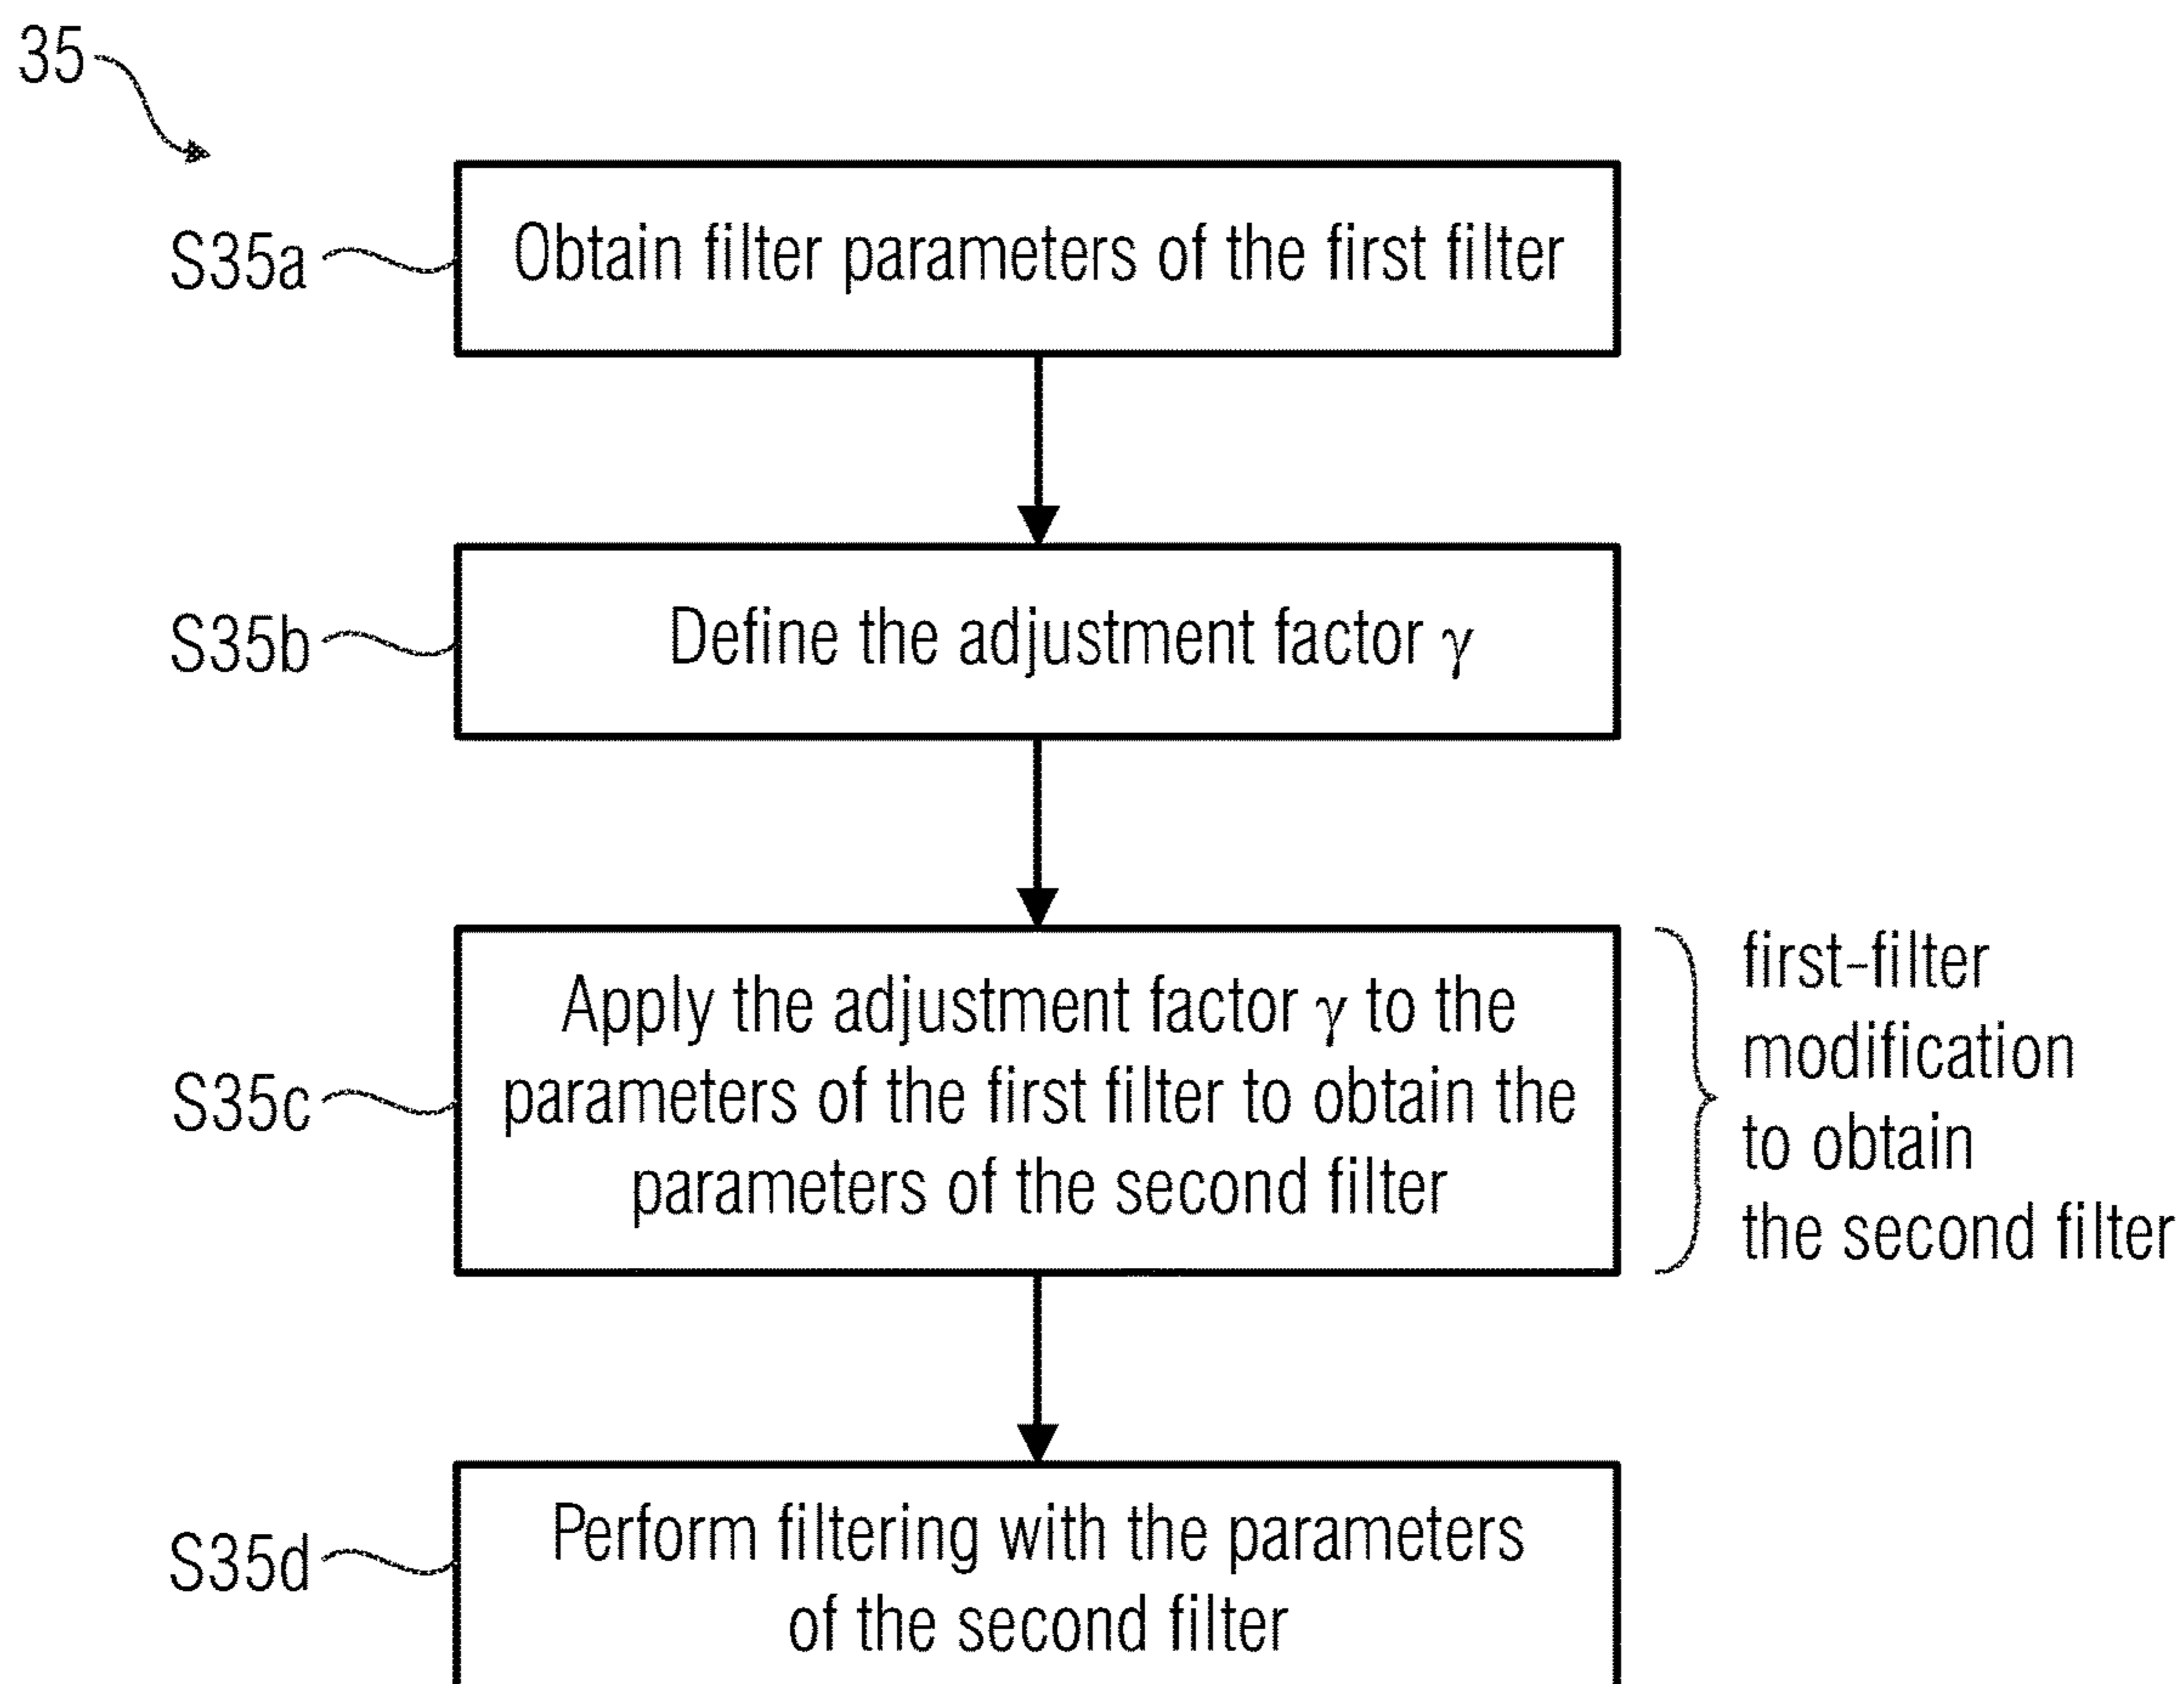 35
S35a
Obtain filter parameters of the first filter
S35b
Define the adjustment factor γ
S35c
Apply the adjustment factor γ to the
parameters of the first filter to obtain the
parameters of the second filter
first-filter
modification
to obtain
the second filter
S35d
Perform filtering with the parameters
of the second filter